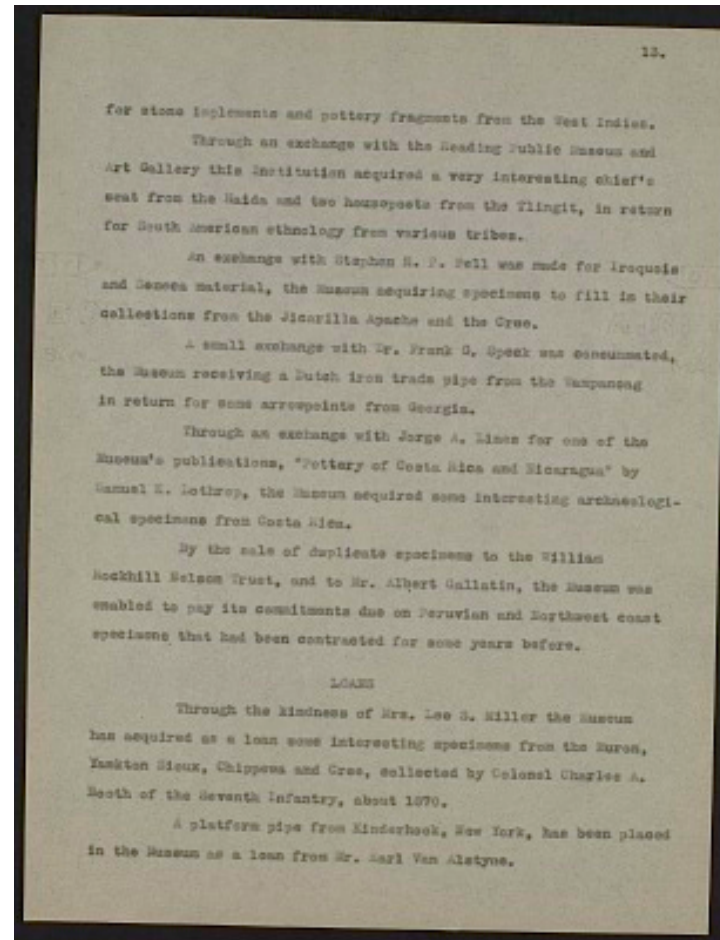 13.
for stone implements and pottery fragments from the West Indies.
Through an exchange with the Reading Public Museum and
Art Gallery this Institution acquired a very interesting chief's
seat from the Haida and two houseposts from the Tlingit, in return
for South American ethnology from various tribes.
An exchange with Stephen H. P. Pell was made for Iroquois
and Seneca material, the Museum acquiring specimens to fill in their
collections from the Jicarilla Apache and the Cree.
A small exchange with Dr. Frank G. Speck was consummated,
the Museum receiving a Dutch iron trade pipe from the Wampanoag
in return for some arrowpoints from Georgia.
Through an exchange with Jorge A. Lines for one of the
Museum's publications, "Pottery of Costa Rica and Nicaragua" by
Samuel K. Lothrop, the Museum acquired some interesting archaeologi-
cal specimens from Costa Rica.
By the sale of duplicate specimens to the William
Rockhill Nelson Trust, and to Mr. Albert Gallatin, the Museum was
enabled to pay its commitments due on Peruvian and Northwest coast
specimens that had been contracted for some years before.
LOANS
Through the kindness of Mrs. Lee S. Miller the Museum
has acquired as a loan some interesting specimens from the Huron,
Yankton Sioux, Chippewa and Cree, collected by Colonel Charles A.
Booth of the Seventh Infantry, about 1870.
A platform pipe from Kinderhook, New York, has been placed
in the Museum as a loan from Mr. Karl Van Alstyne.